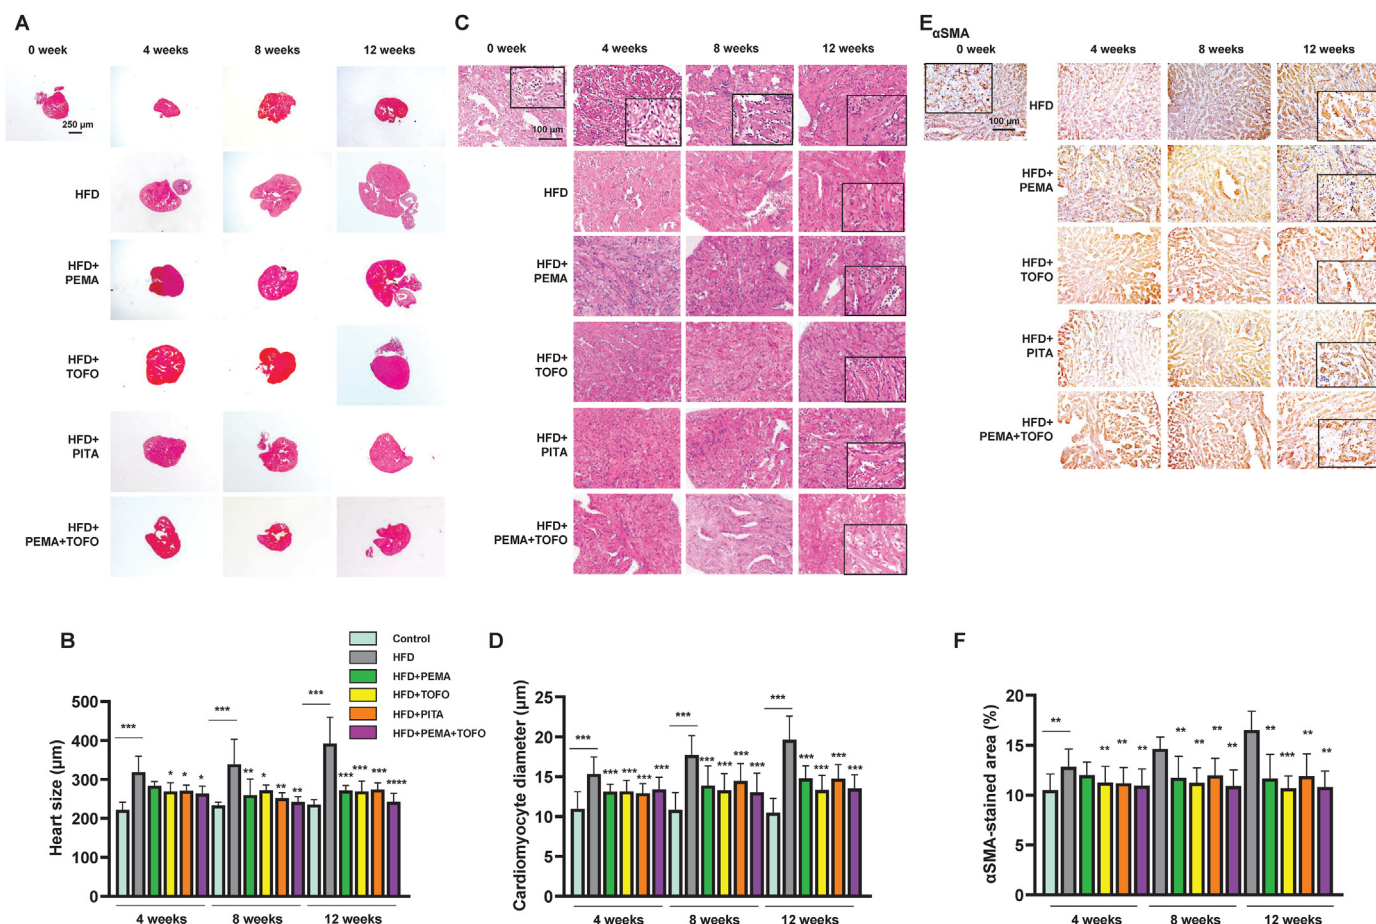 A
0 week
4 weeks
8 weeks
12 weeks
250 μm
HFD
HFD+
PEMA
HFD+
TOFO
HFD+
PITA
HFD+
PEMA+TOFO
C
0 week
4 weeks
8 weeks
12 weeks
100 μm
HFD
HFD+
PEMA
HFD+
TOFO
HFD+
PITA
HFD+
PEMA+TOFO
E
αSMA
0 week
4 weeks
8 weeks
12 weeks
100 μm
HFD
HFD+
PEMA
HFD+
TOFO
HFD+
PITA
HFD+
PEMA+TOFO
B
Control
HFD
HFD+PEMA
HFD+TOFO
HFD+PITA
HFD+PEMA+TOFO
Heart size (μm)
500
400
300
200
100
0
*** * * *
*** ** * ** **
*** *** *** *** ****
4 weeks
8 weeks
12 weeks
D
Cardiomyocyte diameter (μm)
25
20
15
10
5
0
*** *** *** *** ***
*** *** *** *** ***
*** *** *** *** ***
4 weeks
8 weeks
12 weeks
F
αSMA-stained area (%)
20
15
10
5
0
** ** ** **
** ** ** **
** *** ** **
4 weeks
8 weeks
12 weeks